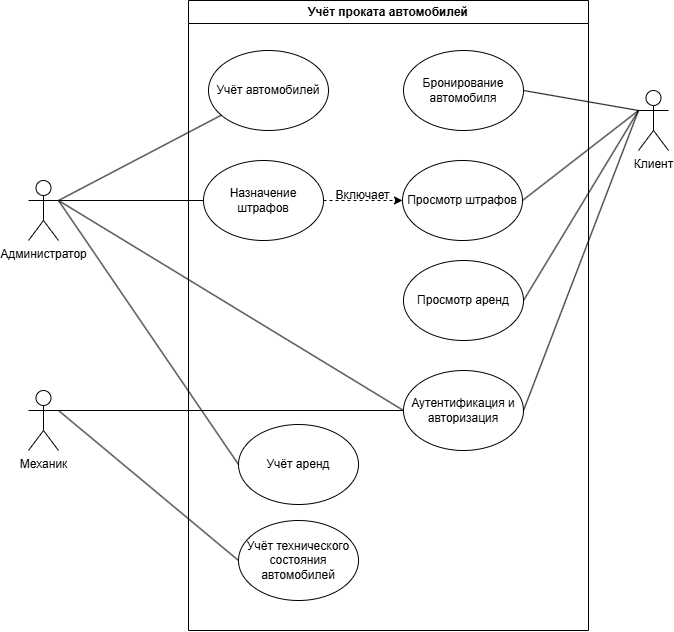 Учёт проката автомобилей
Учёт автомобилей
Бронирование
автомобиля
Клиент
Назначение
штрафов
Включает
Просмотр штрафов
Администратор
Просмотр аренд
Аутентификация и
авторизация
Механик
Учёт аренд
Учёт технического
состояния
автомобилей